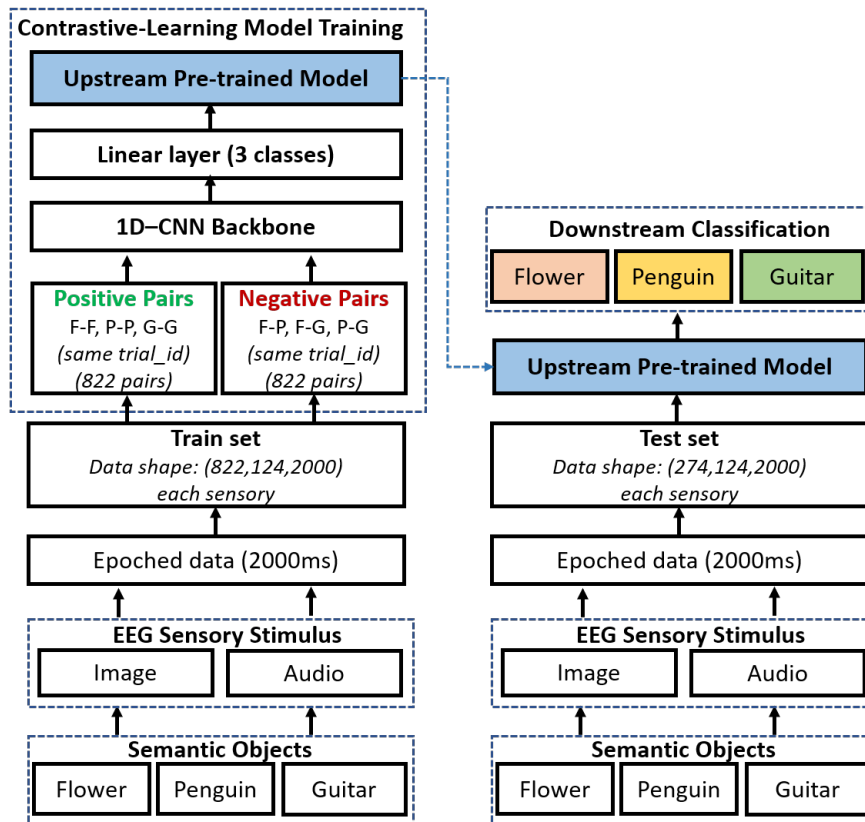 Contrastive-Learning Model Training
Upstream Pre-trained Model
Linear layer (3 classes)
1D–CNN Backbone
Positive Pairs
F-F, P-P, G-G
(same trial_id)
(822 pairs)
Negative Pairs
F-P, F-G, P-G
(same trial_id)
(822 pairs)
Train set
Data shape: (822,124,2000)
each sensory
Epoched data (2000ms)
EEG Sensory Stimulus
Image
Audio
Semantic Objects
Flower
Penguin
Guitar
Downstream Classification
Flower
Penguin
Guitar
Upstream Pre-trained Model
Test set
Data shape: (274,124,2000)
each sensory
Epoched data (2000ms)
EEG Sensory Stimulus
Image
Audio
Semantic Objects
Flower
Penguin
Guitar